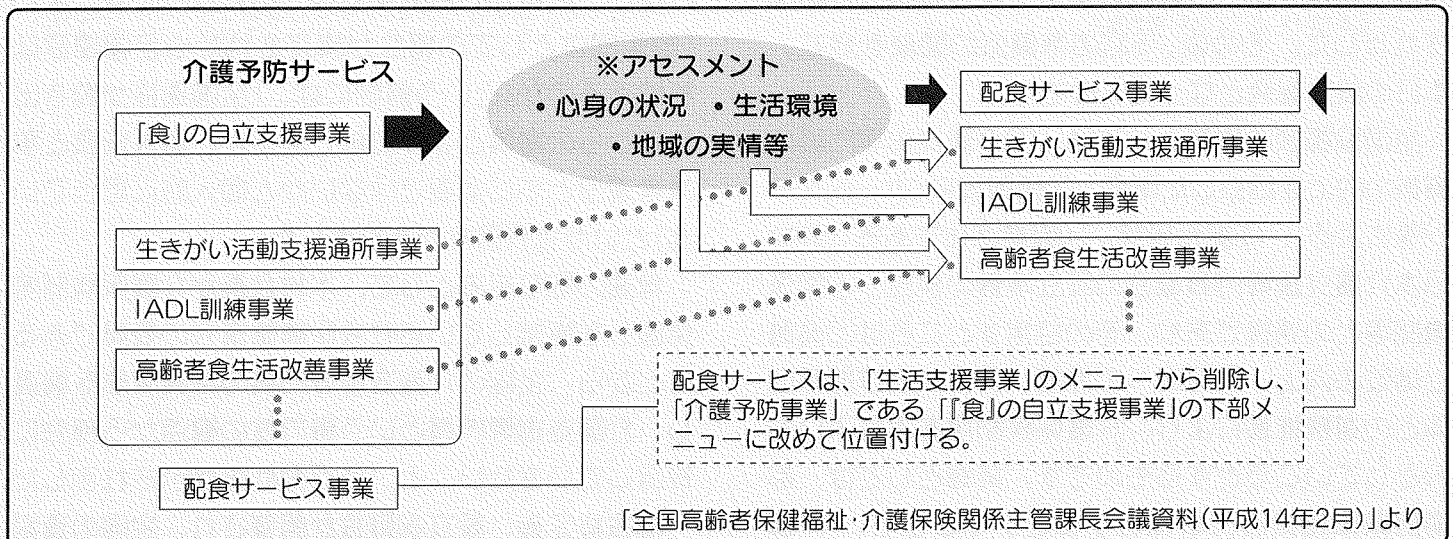 介護予防サービス
「食」の自立支援事業
生きがい活動支援通所事業
IADL訓練事業
高齢者食生活改善事業
配食サービス事業
※アセスメント
•心身の状況 •生活環境
•地域の実情等
配食サービス事業
生きがい活動支援通所事業
IADL訓練事業
高齢者食生活改善事業
配食サービスは、「生活支援事業」のメニューから削除し、
「介護予防事業」である「『食』の自立支援事業」の下部メ
ニューに改めて位置付ける。
「全国高齢者保健福祉・介護保険関係主管課長会議資料(平成14年2月)」より